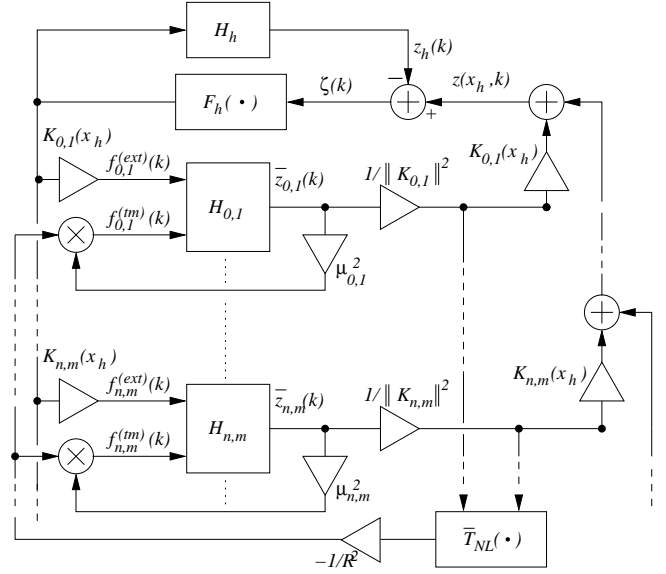 H_h
z_h(k)
F_h(·)
ζ(k)
−
+
+
z(x_h,k)
+
K_{0,1}(x_h)
f_{0,1}^{(ext)}(k)
z̅_{0,1}(k)
1/‖K_{0,1}‖²
K_{0,1}(x_h)
H_{0,1}
f_{0,1}^{(tm)}(k)
×
μ_{0,1}²
+
K_{n,m}(x_h)
f_{n,m}^{(ext)}(k)
z̅_{n,m}(k)
1/‖K_{n,m}‖²
K_{n,m}(x_h)
H_{n,m}
f_{n,m}^{(tm)}(k)
×
μ_{n,m}²
T̅_{NL}(·)
−1/R²